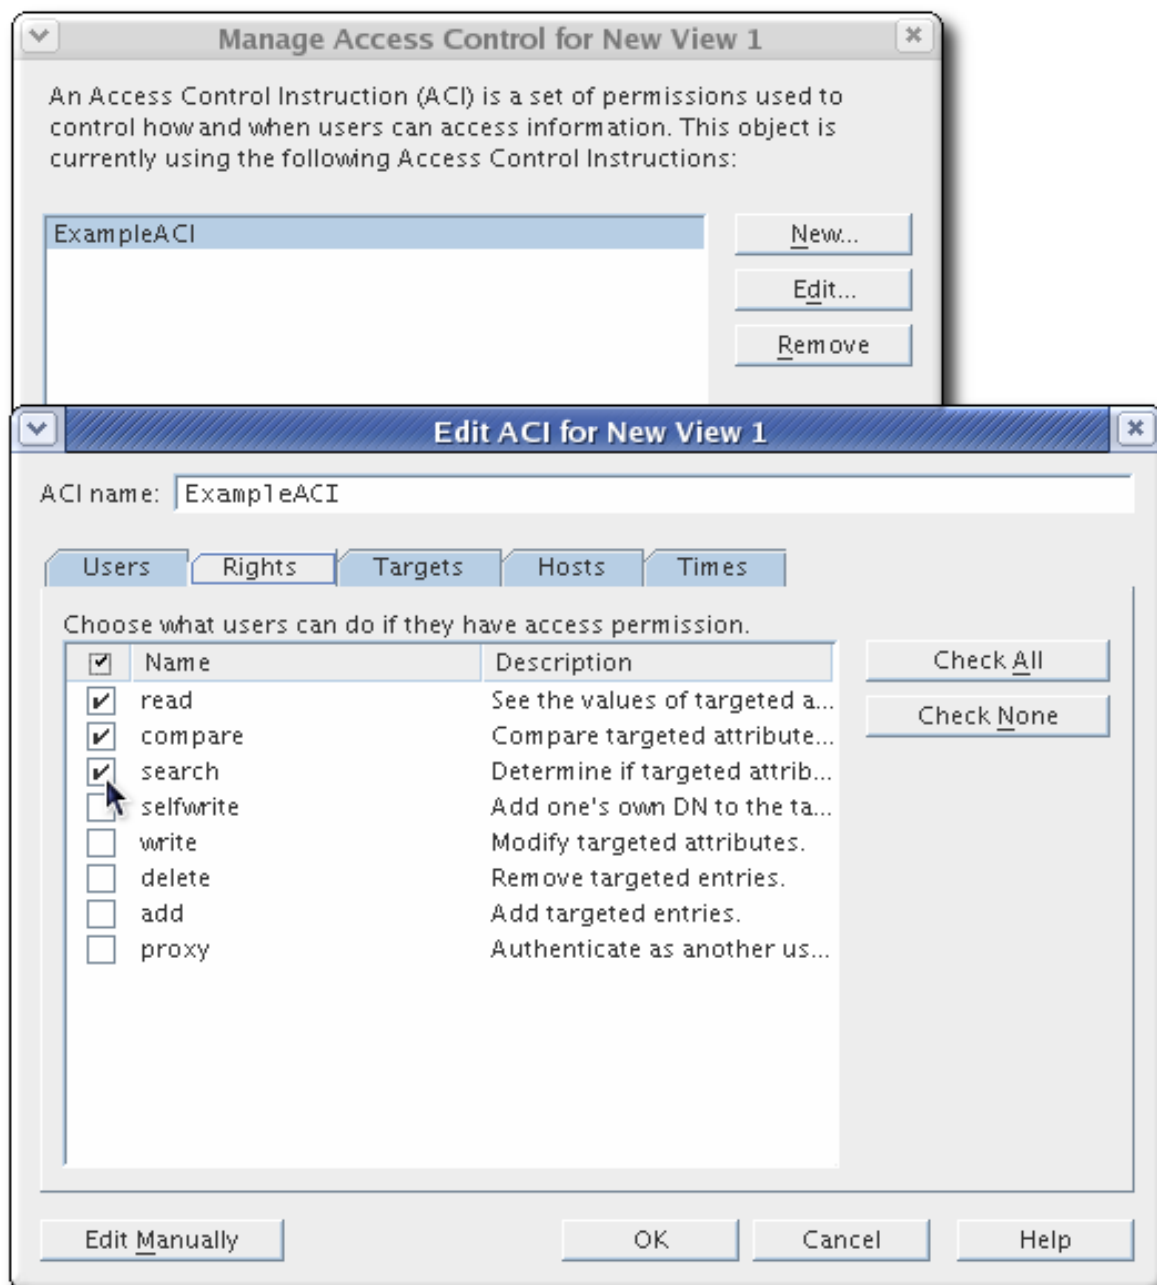 Manage Access Control for New View 1
An Access Control Instruction (ACI) is a set of permissions used to
control how and when users can access information. This object is
currently using the following Access Control Instructions:
ExampleACI
New...
Edit...
Remove
Edit ACI for New View 1
ACI name: ExampleACI
Users Rights Targets Hosts Times
Choose what users can do if they have access permission.
Name Description
Check All
read See the values of targeted a...
Check None
compare Compare targeted attribute...
search Determine if targeted attrib...
selfwrite Add one's own DN to the ta...
write Modify targeted attributes.
delete Remove targeted entries.
add Add targeted entries.
proxy Authenticate as another us...
Edit Manually OK Cancel Help